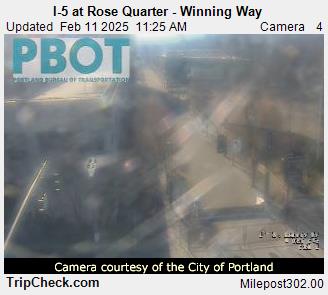 I-5 at Rose Quarter - Winning Way
Updated Feb 11 2025 11:25 AM Camera 4
PBOT
PORTLAND BUREAU OF TRANSPORTATION
Camera courtesy of the City of Portland
TripCheck.com Milepost302.00